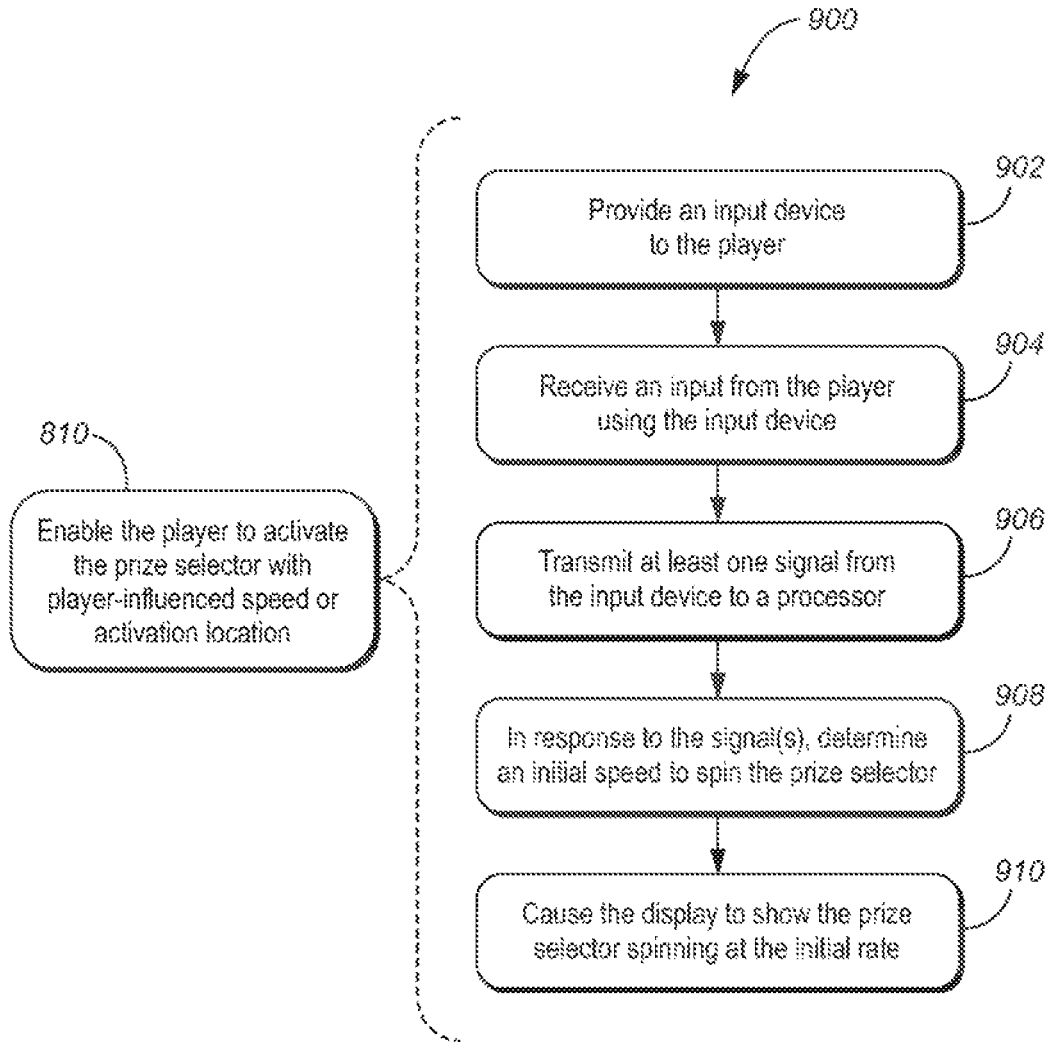 900
902
Provide an input device
to the player
904
Receive an input from the player
using the input device
810
Enable the player to activate
the prize selector with
player-influenced speed or
activation location
906
Transmit at least one signal from
the input device to a processor
908
In response to the signal(s), determine
an initial speed to spin the prize selector
910
Cause the display to show the prize
selector spinning at the initial rate